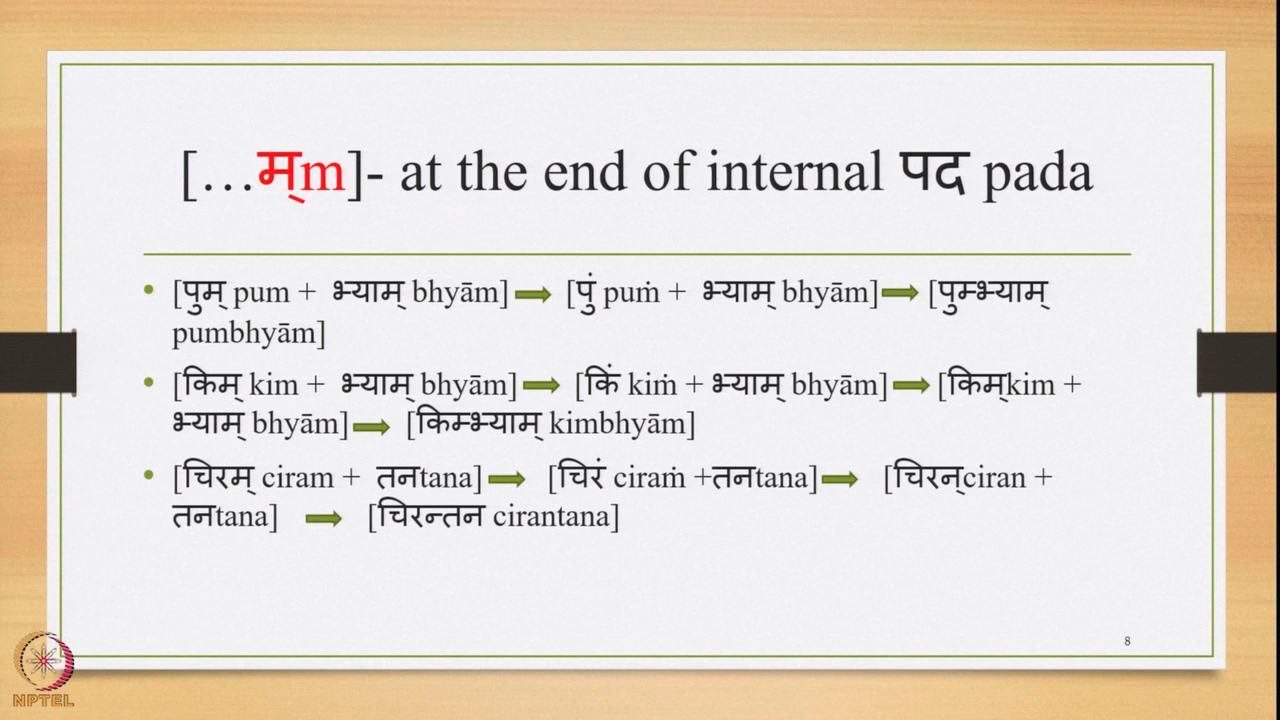 […म्m]- at the end of internal पद pada
• [पुम् pum + भ्याम् bhyām] ➡ [पुं puṁ + भ्याम् bhyām] ➡ [पुम्भ्याम्
pumbhyām]
• [किम् kim + भ्याम् bhyām] ➡ [किं kiṁ + भ्याम् bhyām] ➡ [किम्kim +
भ्याम् bhyām] ➡ [किम्भ्याम् kimbhyām]
• [चिरम् ciram + तनtana] ➡ [चिरं ciraṁ +तनtana] ➡ [चिरन्ciran +
तनtana] ➡ [चिरन्तन cirantana]
8
NPTEL